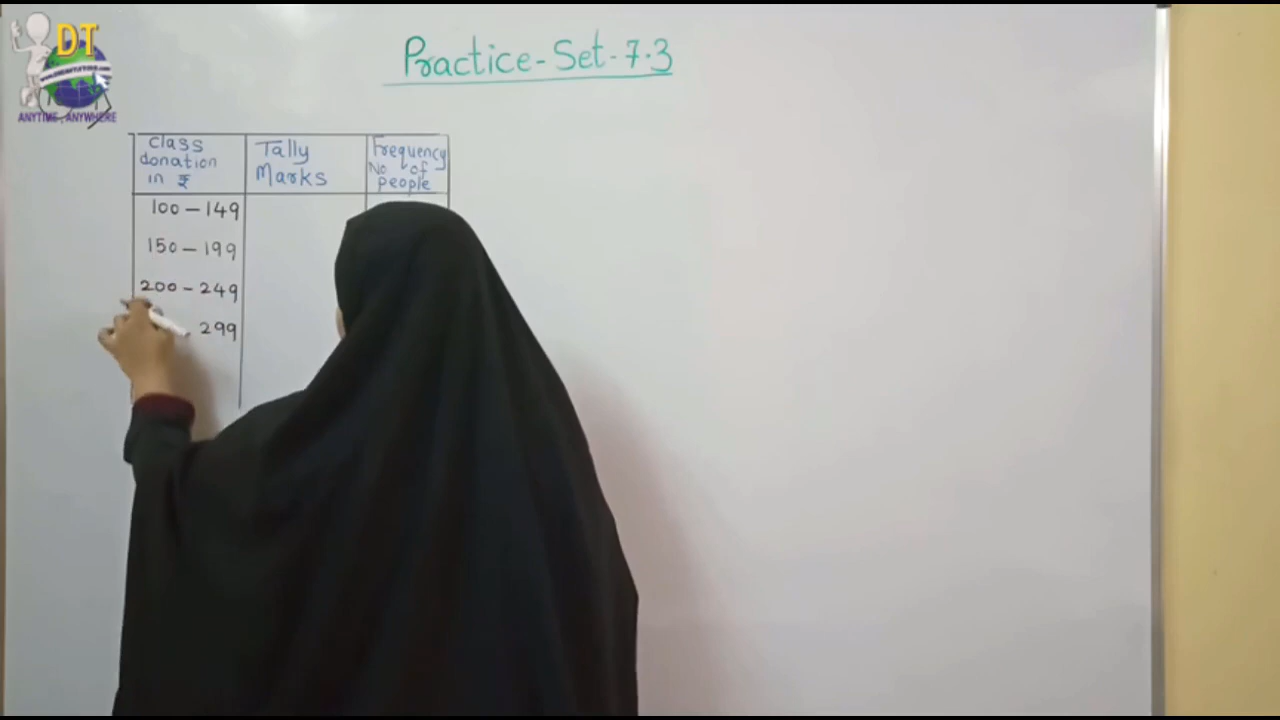 DT
ANYTIME, ANYWHERE
Practice-Set-7.3
Class donation in ₹
Tally Marks
Frequency No. of people
100 – 149
150 – 199
200 – 249
299